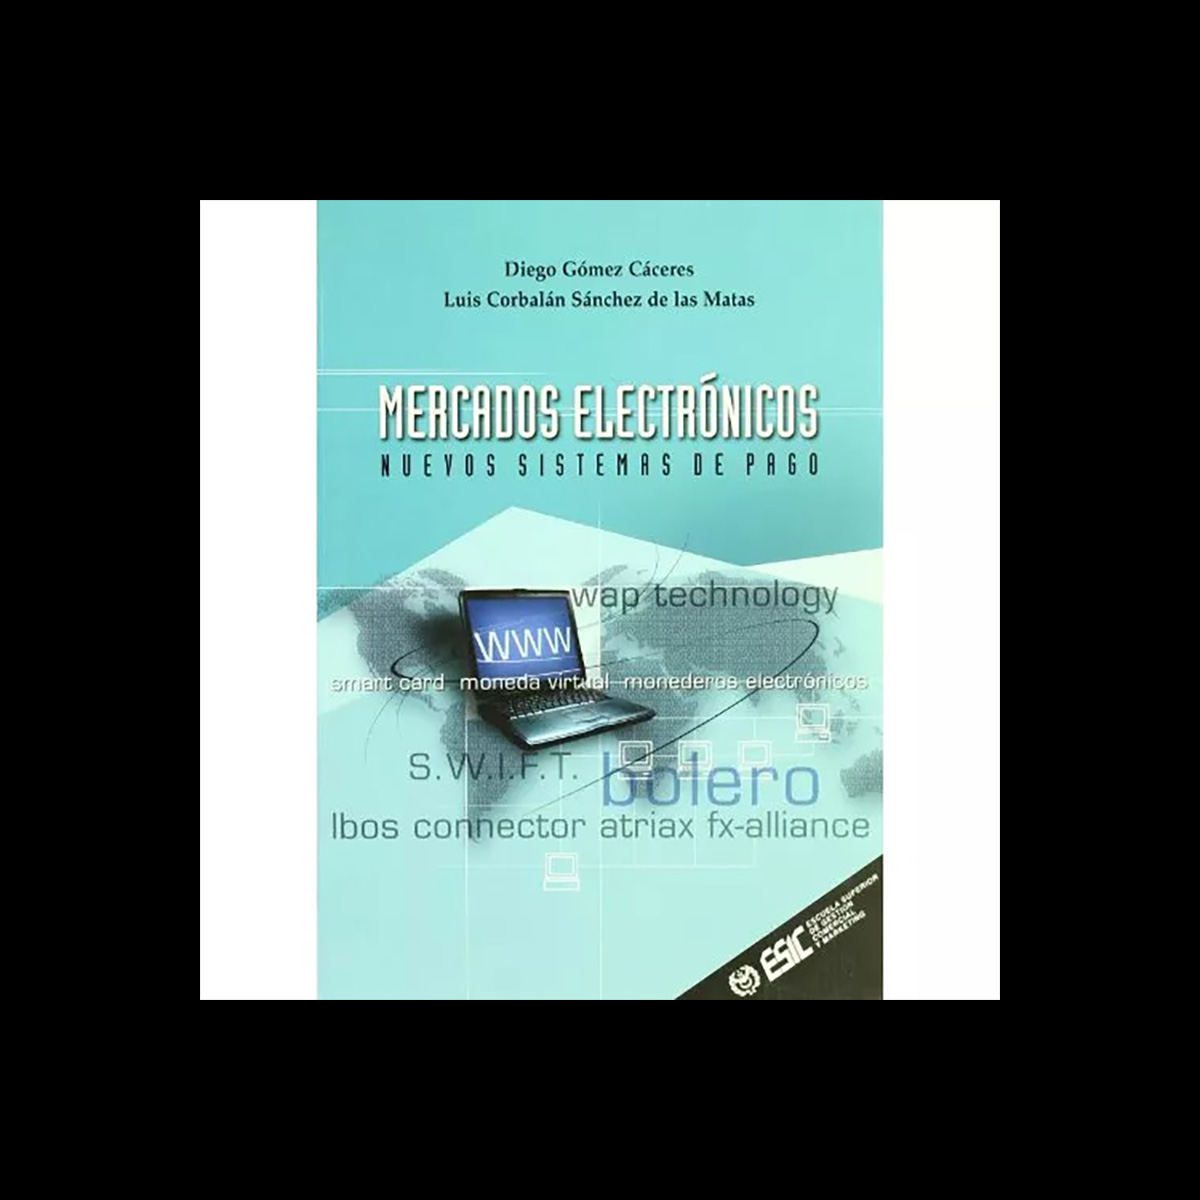 Diego Gómez Cáceres
Luis Corbalán Sánchez de las Matas
MERCADOS ELECTRÓNICOS
NUEVOS SISTEMAS DE PAGO
wap technology
WWW
smart card moneda virtual monederos electrónicos
S.W.I.F.T.
bolero
Ibos connector atriax fx-alliance
ESIC
ESCUELA SUPERIOR
DE GESTIÓN
COMERCIAL
Y MARKETING